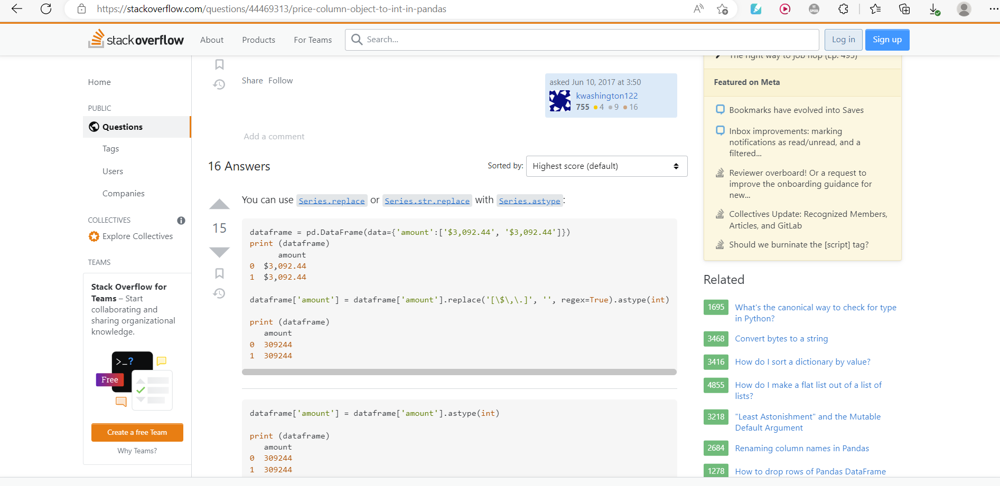 https://stackoverflow.com/questions/44469313/price-column-object-to-int-in-pandas
stack overflow
About
Products
For Teams
Search...
Log in
Sign up
Home
PUBLIC
Questions
Tags
Users
Companies
COLLECTIVES
Explore Collectives
TEAMS
Stack Overflow for
Teams – Start
collaborating and
sharing organizational
knowledge.
>_?
Free
Create a free Team
Why Teams?
Share Follow
asked Jun 10, 2017 at 3:50
kwashington122
755 4 9 16
Add a comment
16 Answers
Sorted by:
Highest score (default)
15
You can use Series.replace or Series.str.replace with Series.astype:
dataframe = pd.DataFrame(data={'amount':['$3,092.44', '$3,092.44']})
print (dataframe)
      amount
0  $3,092.44
1  $3,092.44
dataframe['amount'] = dataframe['amount'].replace('[\$\,\.]', '', regex=True).astype(int)
print (dataframe)
   amount
0  309244
1  309244
dataframe['amount'] = dataframe['amount'].astype(int)
print (dataframe)
   amount
0  309244
1  309244
The right way to job hop (Ep. 495)
Featured on Meta
Bookmarks have evolved into Saves
Inbox improvements: marking
notifications as read/unread, and a
filtered...
Reviewer overboard! Or a request to
improve the onboarding guidance for
new...
Collectives Update: Recognized Members,
Articles, and GitLab
Should we burninate the [script] tag?
Related
1695 What's the canonical way to check for type
in Python?
3468 Convert bytes to a string
3416 How do I sort a dictionary by value?
4855 How do I make a flat list out of a list of
lists?
3218 "Least Astonishment" and the Mutable
Default Argument
2684 Renaming column names in Pandas
1278 How to drop rows of Pandas DataFrame